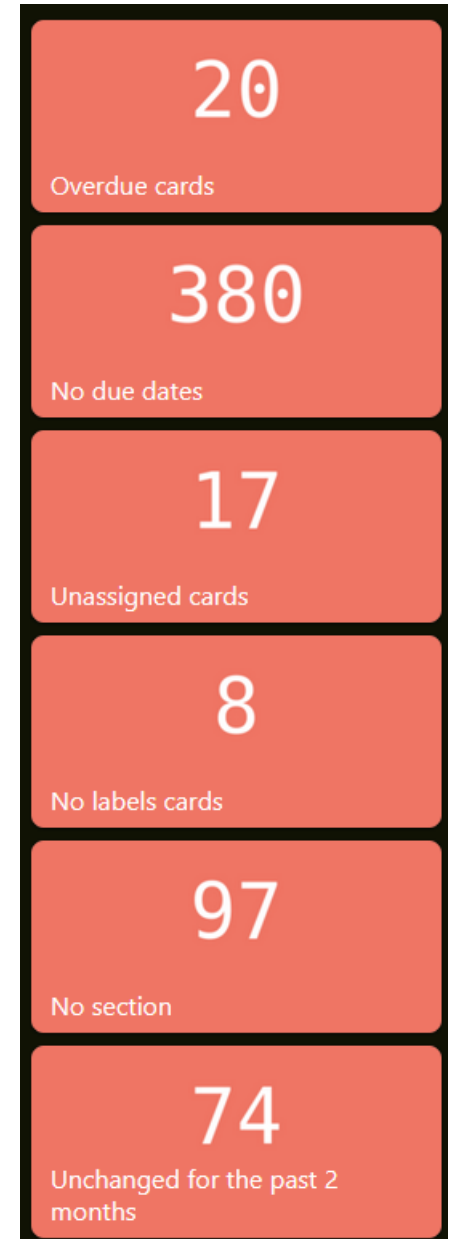 20
Overdue cards
380
No due dates
17
Unassigned cards
8
No labels cards
97
No section
74
Unchanged for the past 2
months